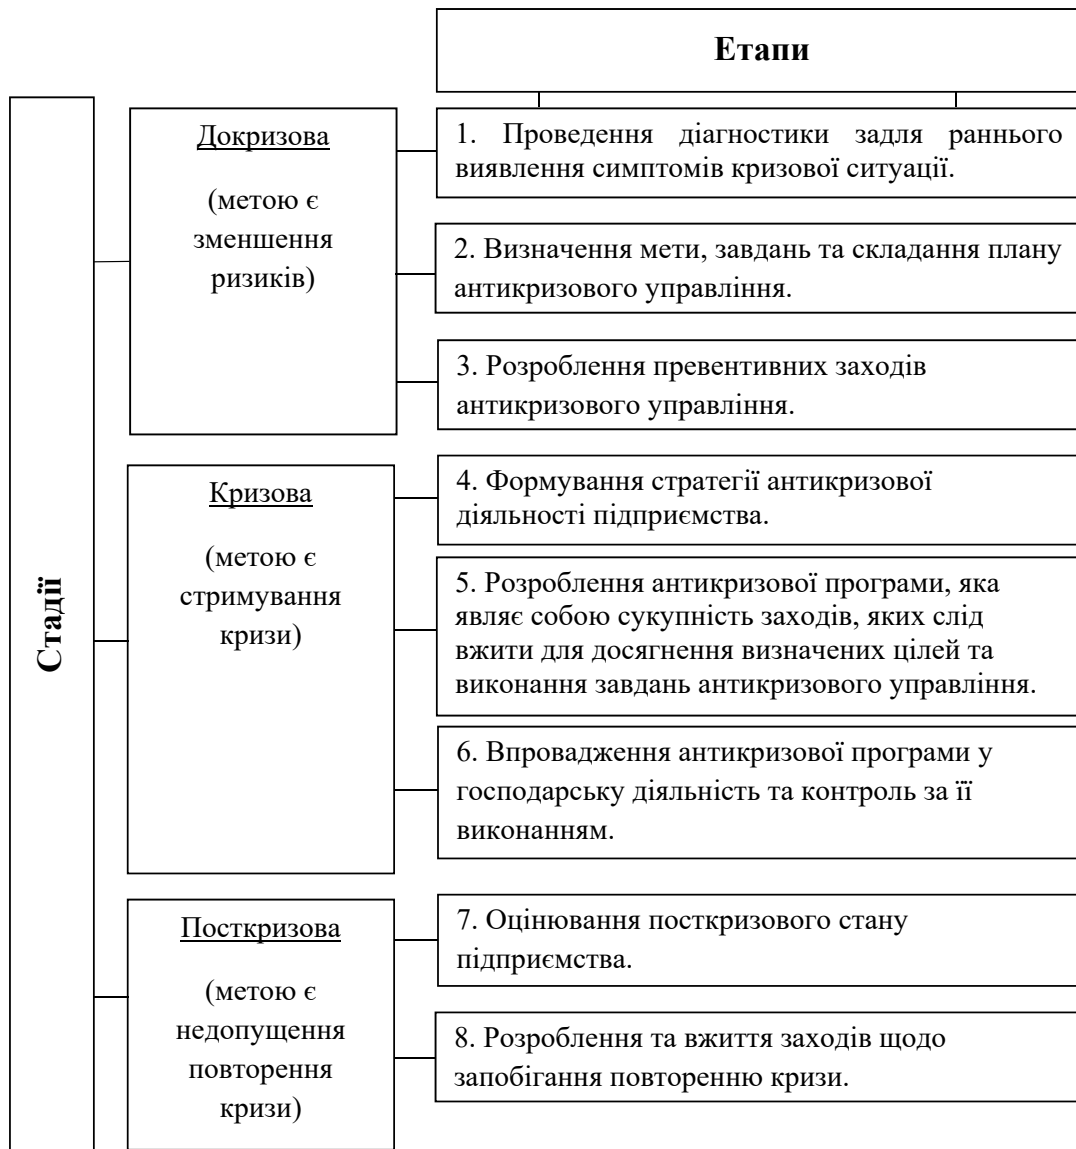 Етапи
Стадії
Докризова
(метою є
зменшення
ризиків)
1. Проведення діагностики задля раннього
виявлення симптомів кризової ситуації.
2. Визначення мети, завдань та складання плану
антикризового управління.
3. Розроблення превентивних заходів
антикризового управління.
Кризова
(метою є
стримування
кризи)
4. Формування стратегії антикризової
діяльності підприємства.
5. Розроблення антикризової програми, яка
являє собою сукупність заходів, яких слід
вжити для досягнення визначених цілей та
виконання завдань антикризового управління.
6. Впровадження антикризової програми у
господарську діяльність та контроль за її
виконанням.
Посткризова
(метою є
недопущення
повторення
кризи)
7. Оцінювання посткризового стану
підприємства.
8. Розроблення та вжиття заходів щодо
запобігання повторенню кризи.